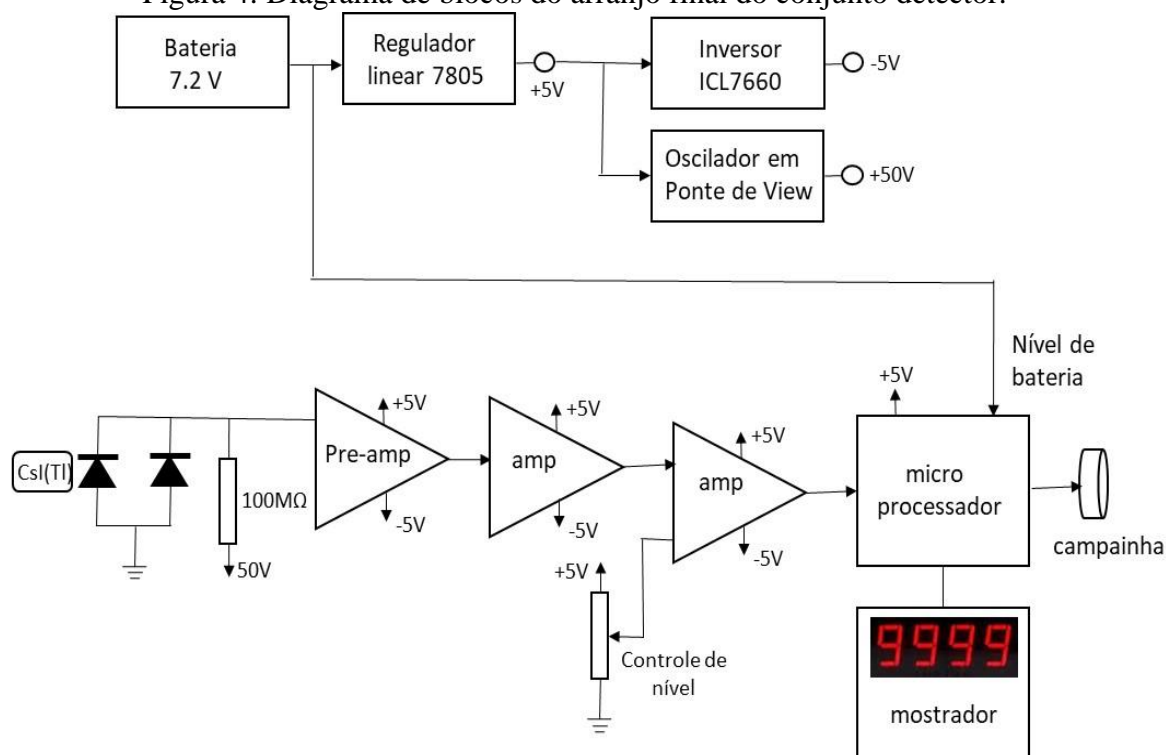 Figura 4. Diagrama de blocos do arranjo final do conjunto detector.
Bateria
7.2 V
Regulador
linear 7805
+5V
Inversor
ICL7660
-5V
Oscilador em
Ponte de View
+50V
Nível de
bateria
CsI(Tl)
100MΩ
50V
Pre-amp
+5V
-5V
amp
+5V
-5V
amp
+5V
-5V
+5V
Controle de
nível
+5V
micro
processador
campainha
9999
mostrador